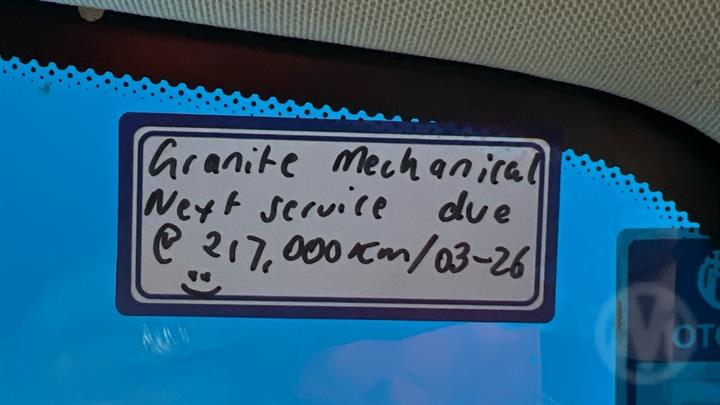 Granite Mechanical
Next service due
@ 217,000 Km/03-26